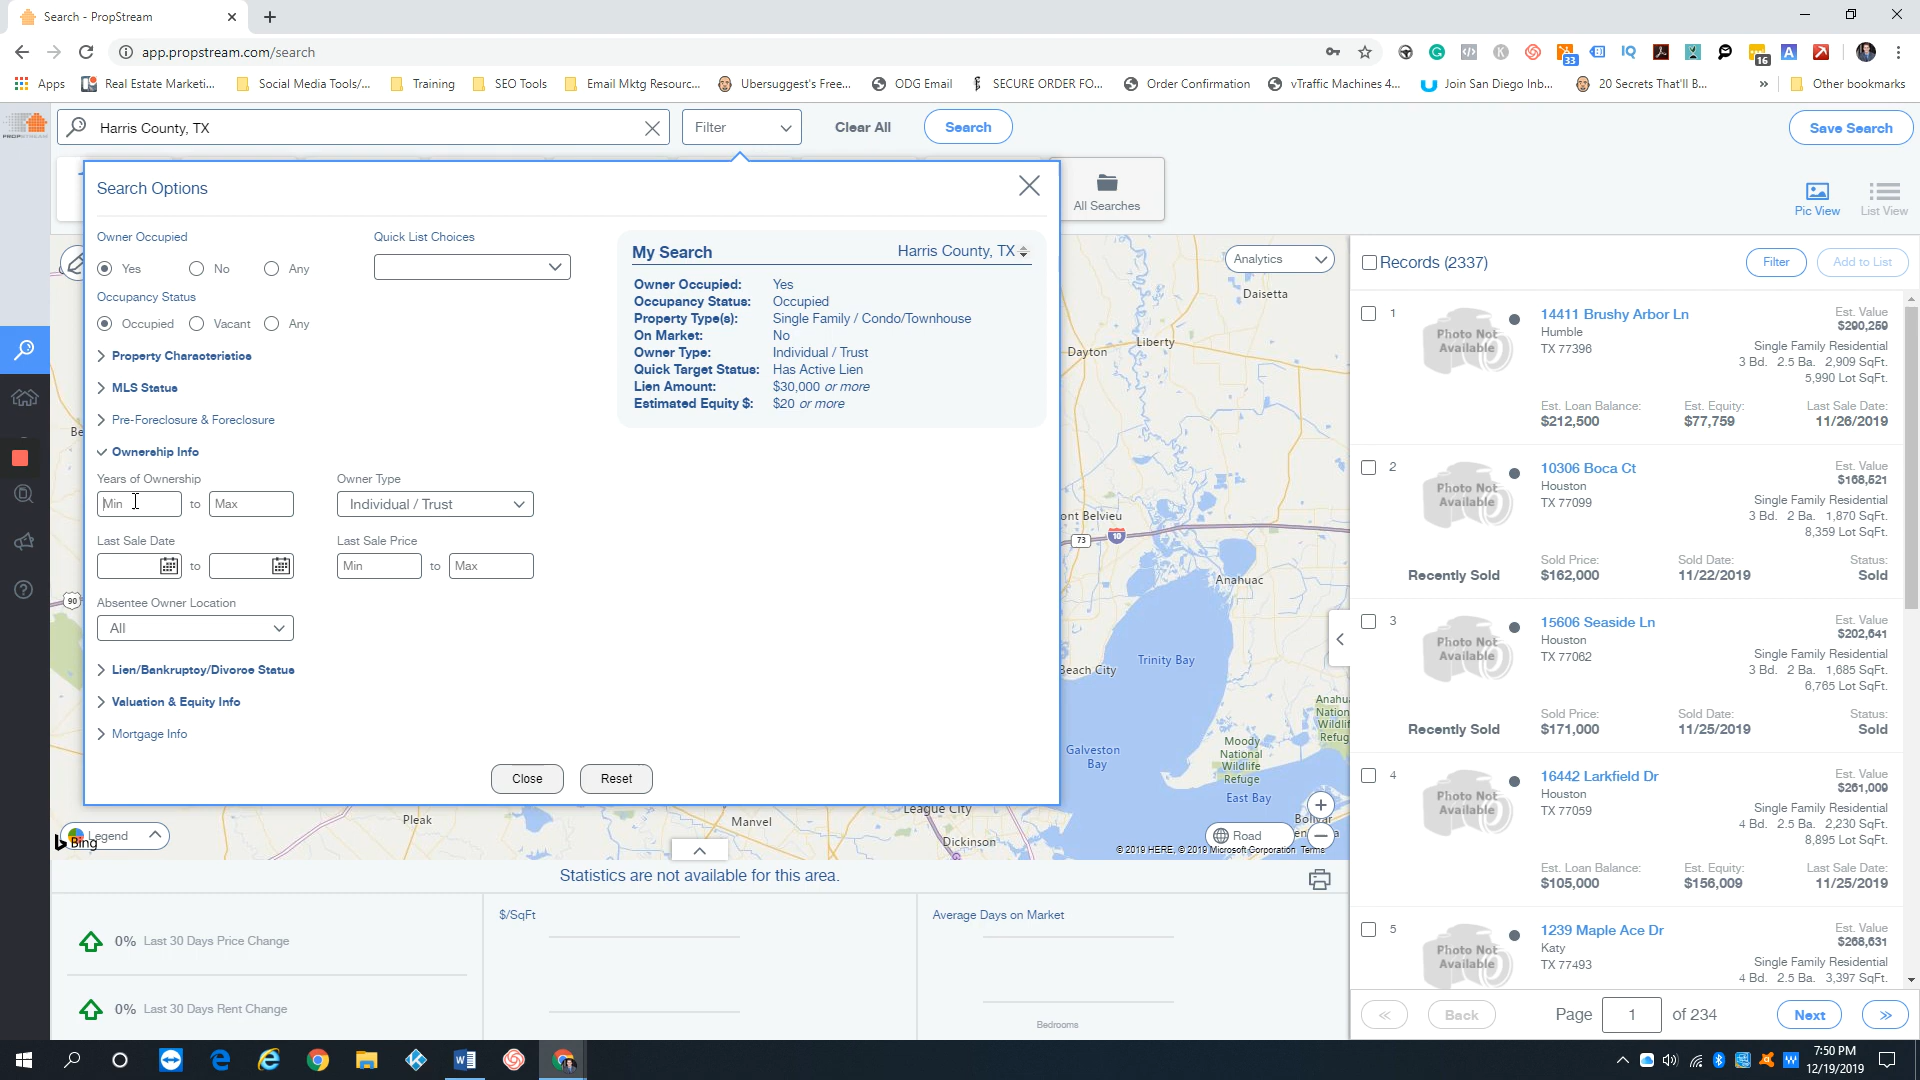 Search - PropStream
app.propstream.com/search
33
16
Apps
Real Estate Marketi...
Social Media Tools/...
Training
SEO Tools
Email Mktg Resourc...
Ubersuggest's Free...
ODG Email
SECURE ORDER FO...
Order Confirmation
vTraffic Machines 4...
Join San Diego Inb...
20 Secrets That'll B...
Other bookmarks
PROPSTREAM
Harris County, TX
Filter
Clear All
Search
Save Search
All Searches
Pic View
List View
Search Options
Owner Occupied
Yes
No
Any
Quick List Choices
Occupancy Status
Occupied
Vacant
Any
Property Characteristics
MLS Status
Pre-Foreclosure & Foreclosure
Ownership Info
Years of Ownership
Min
to
Max
Owner Type
Individual / Trust
Last Sale Date
to
Last Sale Price
Min
to
Max
Absentee Owner Location
All
Lien/Bankruptcy/Divorce Status
Valuation & Equity Info
Mortgage Info
Close
Reset
My Search
Harris County, TX
Owner Occupied: Yes
Occupancy Status: Occupied
Property Type(s): Single Family / Condo/Townhouse
On Market: No
Owner Type: Individual / Trust
Quick Target Status: Has Active Lien
Lien Amount: $30,000 or more
Estimated Equity $: $20 or more
Analytics
Daisetta
Liberty
Dayton
ont Belvieu
73
10
Anahuac
90
Be
Beach City
Trinity Bay
Anahua
Nation
Wildlif
Refug
Galveston
Bay
Moody
National
Wildlife
Refuge
East Bay
League City
Pleak
Manvel
Dickinson
Legend
Bing
Road
© 2019 HERE, © 2019 Microsoft Corporation Terms
Statistics are not available for this area.
0% Last 30 Days Price Change
0% Last 30 Days Rent Change
$/SqFt
Average Days on Market
Bedrooms
Records (2337)
Filter
Add to List
1
Photo Not
Available
14411 Brushy Arbor Ln
Humble
TX 77396
Est. Value
$290,259
Single Family Residential
3 Bd. 2.5 Ba. 2,909 SqFt.
5,990 Lot SqFt.
Est. Loan Balance:
$212,500
Est. Equity:
$77,759
Last Sale Date:
11/26/2019
2
Photo Not
Available
10306 Boca Ct
Houston
TX 77099
Est. Value
$168,521
Single Family Residential
3 Bd. 2 Ba. 1,870 SqFt.
8,359 Lot SqFt.
Recently Sold
Sold Price:
$162,000
Sold Date:
11/22/2019
Status:
Sold
3
Photo Not
Available
15606 Seaside Ln
Houston
TX 77062
Est. Value
$202,641
Single Family Residential
3 Bd. 2 Ba. 1,685 SqFt.
6,765 Lot SqFt.
Recently Sold
Sold Price:
$171,000
Sold Date:
11/25/2019
Status:
Sold
4
Photo Not
Available
16442 Larkfield Dr
Houston
TX 77059
Est. Value
$261,009
Single Family Residential
4 Bd. 2.5 Ba. 2,230 SqFt.
8,895 Lot SqFt.
Est. Loan Balance:
$105,000
Est. Equity:
$156,009
Last Sale Date:
11/25/2019
5
Photo Not
Available
1239 Maple Ace Dr
Katy
TX 77493
Est. Value
$268,631
Single Family Residential
4 Bd. 2.5 Ba. 3,397 SqFt.
Back
Page
1
of 234
Next
7:50 PM
12/19/2019